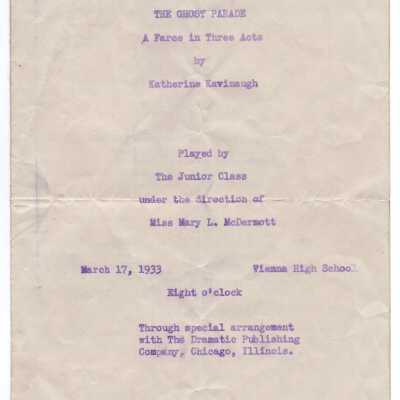 THE GHOST PARADE
A Farce in Three Acts
by
Katherine Kavinaugh
Played by
The Junior Class
under the direction of
Miss Mary L. McDermott
March 17, 1933 Vienna High School
Eight o'clock
Through special arrangement
with The Dramatic Publishing
Company, Chicago, Illinois.